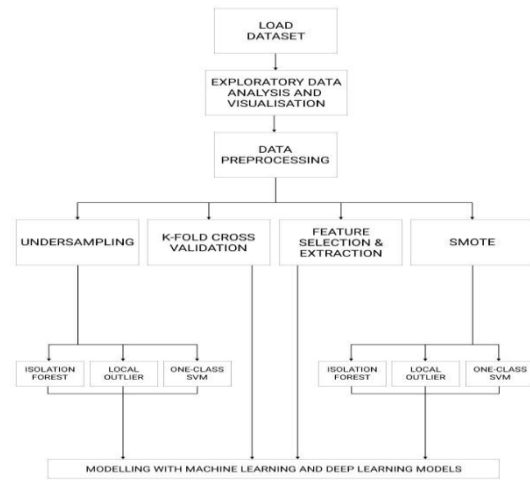 LOAD
DATASET
EXPLORATORY DATA
ANALYSIS AND
VISUALISATION
DATA
PREPROCESSING
UNDERSAMPLING
K-FOLD CROSS
VALIDATION
FEATURE
SELECTION &
EXTRACTION
SMOTE
ISOLATION
FOREST
LOCAL
OUTLIER
ONE-CLASS
SVM
ISOLATION
FOREST
LOCAL
OUTLIER
ONE-CLASS
SVM
MODELLING WITH MACHINE LEARNING AND DEEP LEARNING MODELS